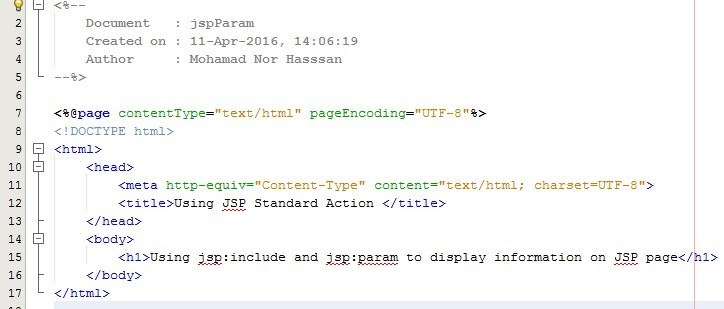 <%--
2 Document : jspParam
3 Created on : 11-Apr-2016, 14:06:19
4 Author : Mohamad Nor Hasssan
5 --%>
6
7 <%@page contentType="text/html" pageEncoding="UTF-8"%>
8 <!DOCTYPE html>
9 <html>
10 <head>
11 <meta http-equiv="Content-Type" content="text/html; charset=UTF-8">
12 <title>Using JSP Standard Action </title>
13 </head>
14 <body>
15 <h1>Using jsp:include and jsp:param to display information on JSP page</h1>
16 </body>
17 </html>